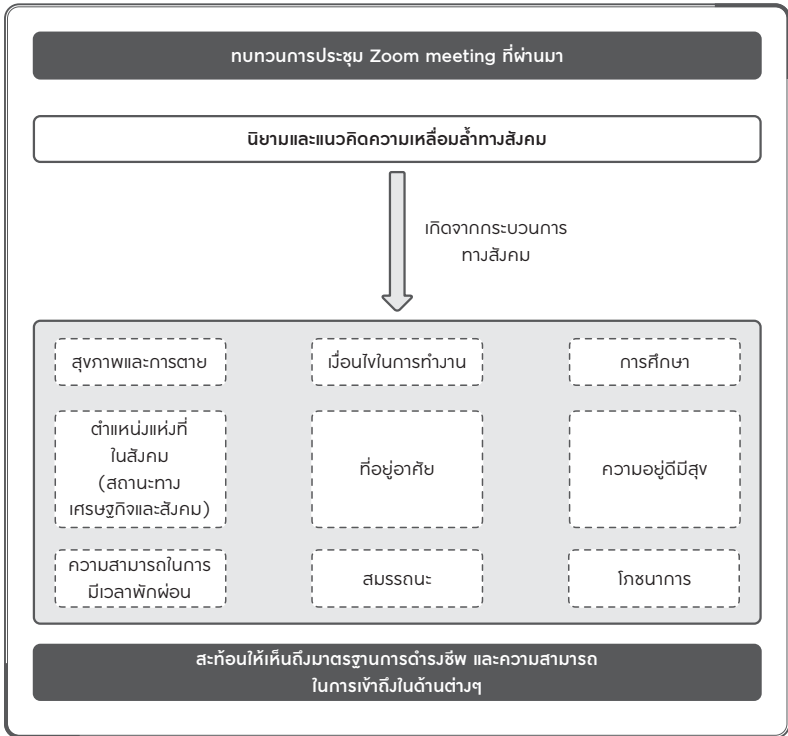 ทบทวนการประชุม Zoom meeting ที่ผ่านมา
นิยามและแนวคิดความเหลื่อมล้ำทางสังคม
เกิดจากกระบวนการ
ทางสังคม
สุขภาพและการตาย
เงื่อนไขในการทำงาน
การศึกษา
ตำแหน่งแห่งที่
ในสังคม
(สถานะทาง
เศรษฐกิจและสังคม)
ที่อยู่อาศัย
ความอยู่ดีมีสุข
ความสามารถในการ
มีเวลาพักผ่อน
สมรรถนะ
โภชนาการ
สะท้อนให้เห็นถึงมาตรฐานการดำรงชีพ และความสามารถ
ในการเข้าถึงในด้านต่างๆ